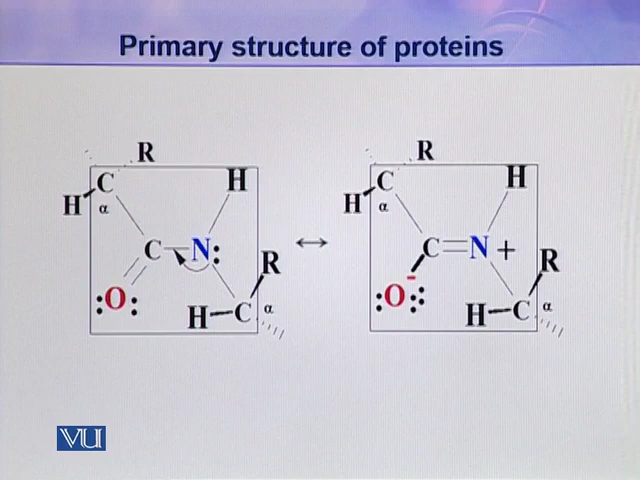 Primary structure of proteins
R R
C H C H
H α H α
C N: C N +
R R
:O: :O: -
H C α H C α
VU